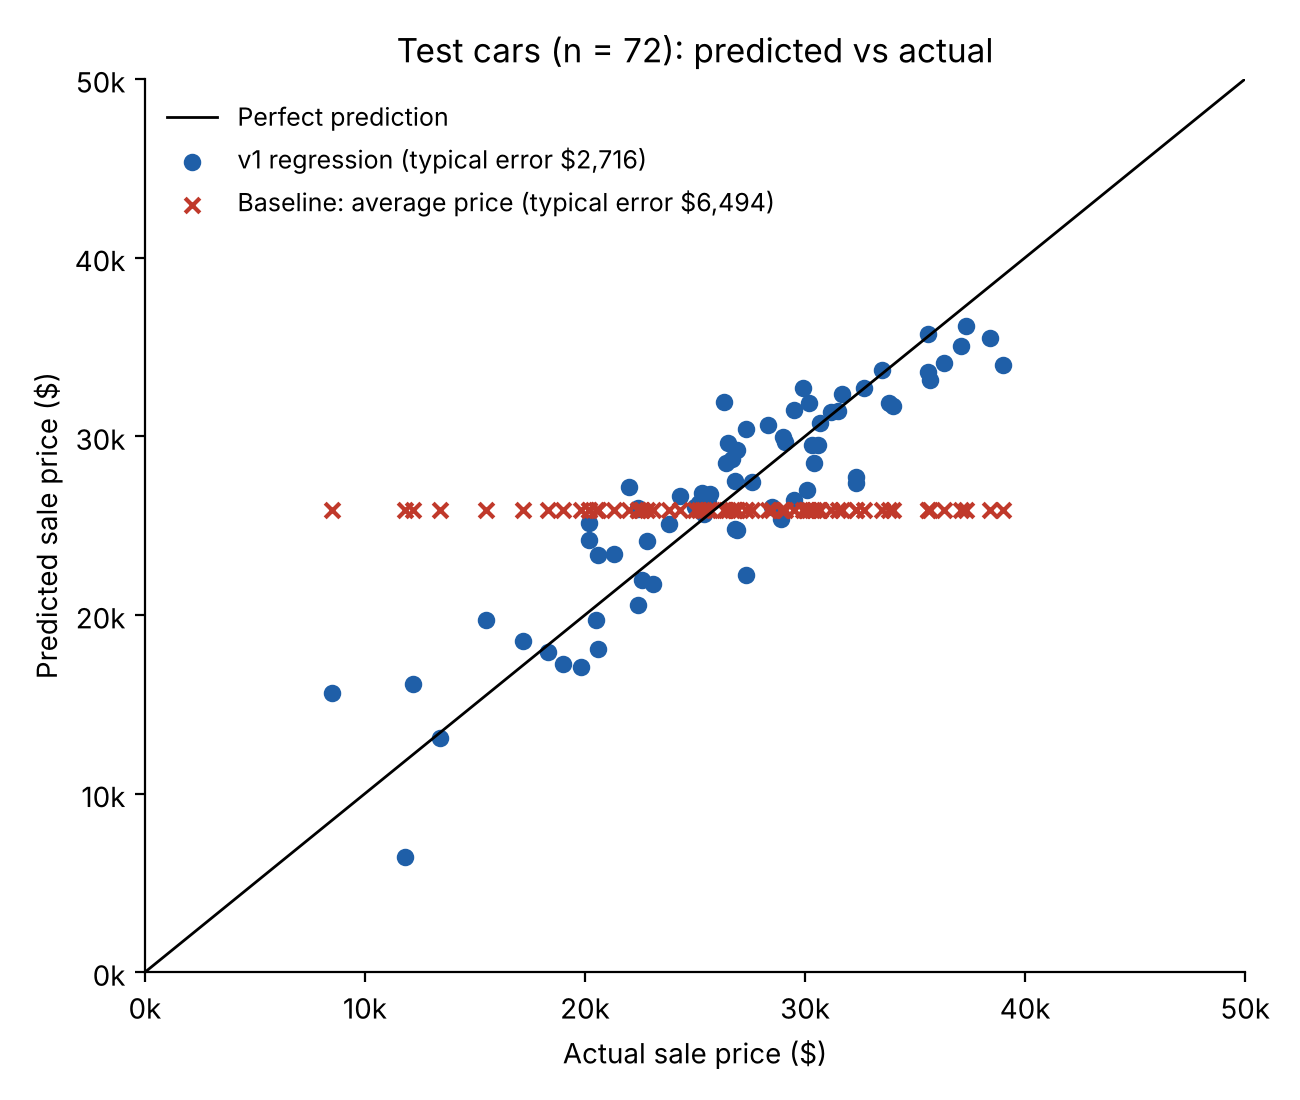 Test cars (n = 72): predicted vs actual
50k
Perfect prediction
v1 regression (typical error $2,716)
Baseline: average price (typical error $6,494)
40k
30k
20k
10k
0k
Predicted sale price ($)
0k 10k 20k 30k 40k 50k
Actual sale price ($)